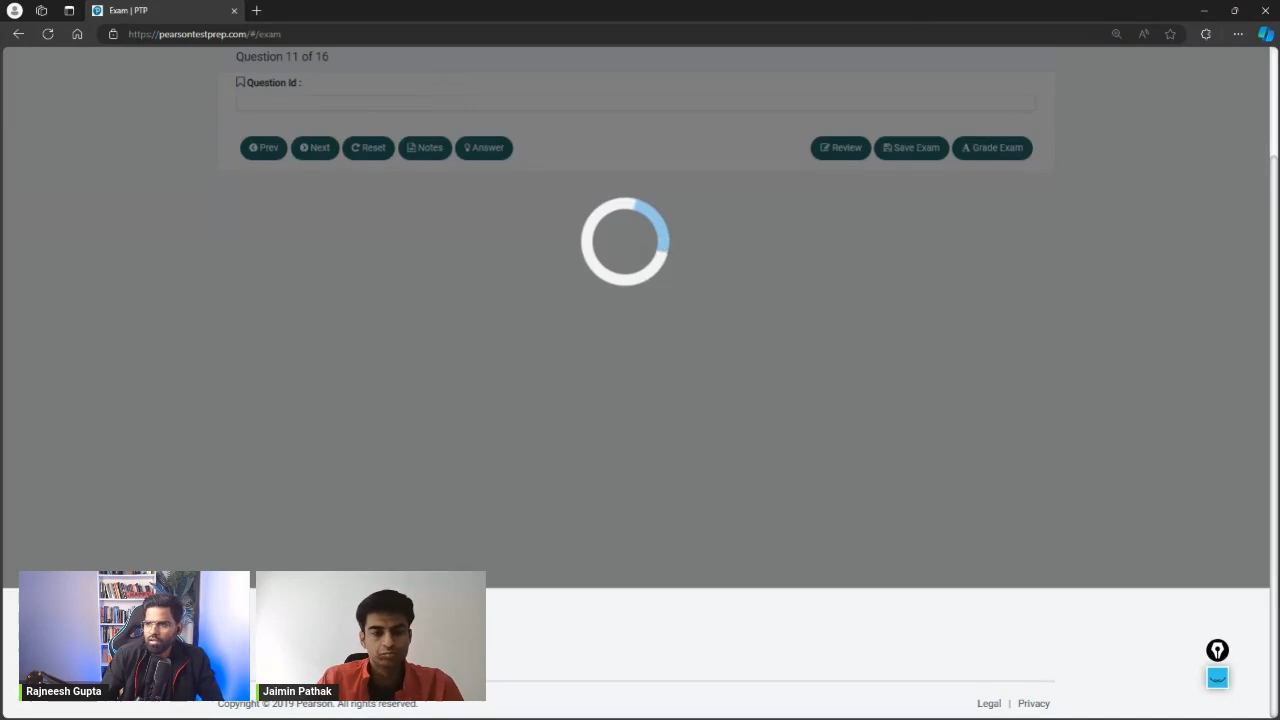 Exam | PTP
https://pearsontestprep.com/#/exam
Question 11 of 16
Question Id :
Prev Next Reset Notes Answer Review Save Exam Grade Exam
Rajneesh Gupta
Jaimin Pathak
Copyright © 2019 Pearson. All rights reserved.
Legal | Privacy